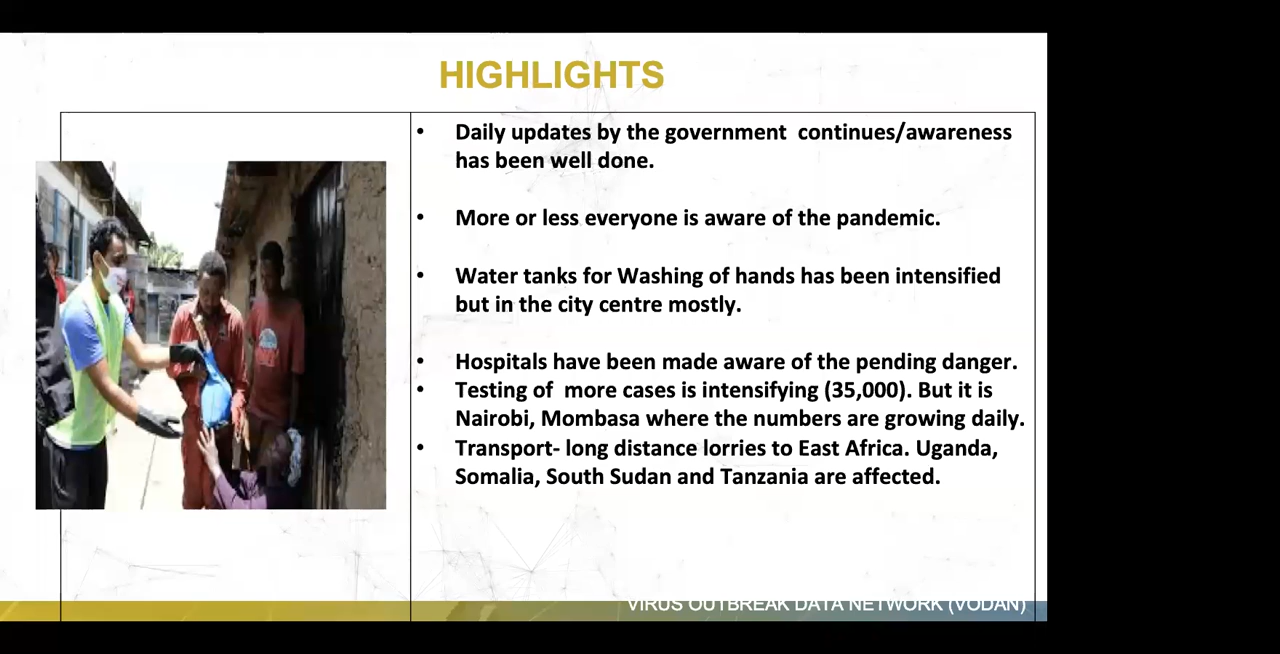 HIGHLIGHTS
• Daily updates by the government continues/awareness
has been well done.
• More or less everyone is aware of the pandemic.
• Water tanks for Washing of hands has been intensified
but in the city centre mostly.
• Hospitals have been made aware of the pending danger.
• Testing of more cases is intensifying (35,000). But it is
Nairobi, Mombasa where the numbers are growing daily.
• Transport- long distance lorries to East Africa. Uganda,
Somalia, South Sudan and Tanzania are affected.
VIRUS OUTBREAK DATA NETWORK (VODAN)